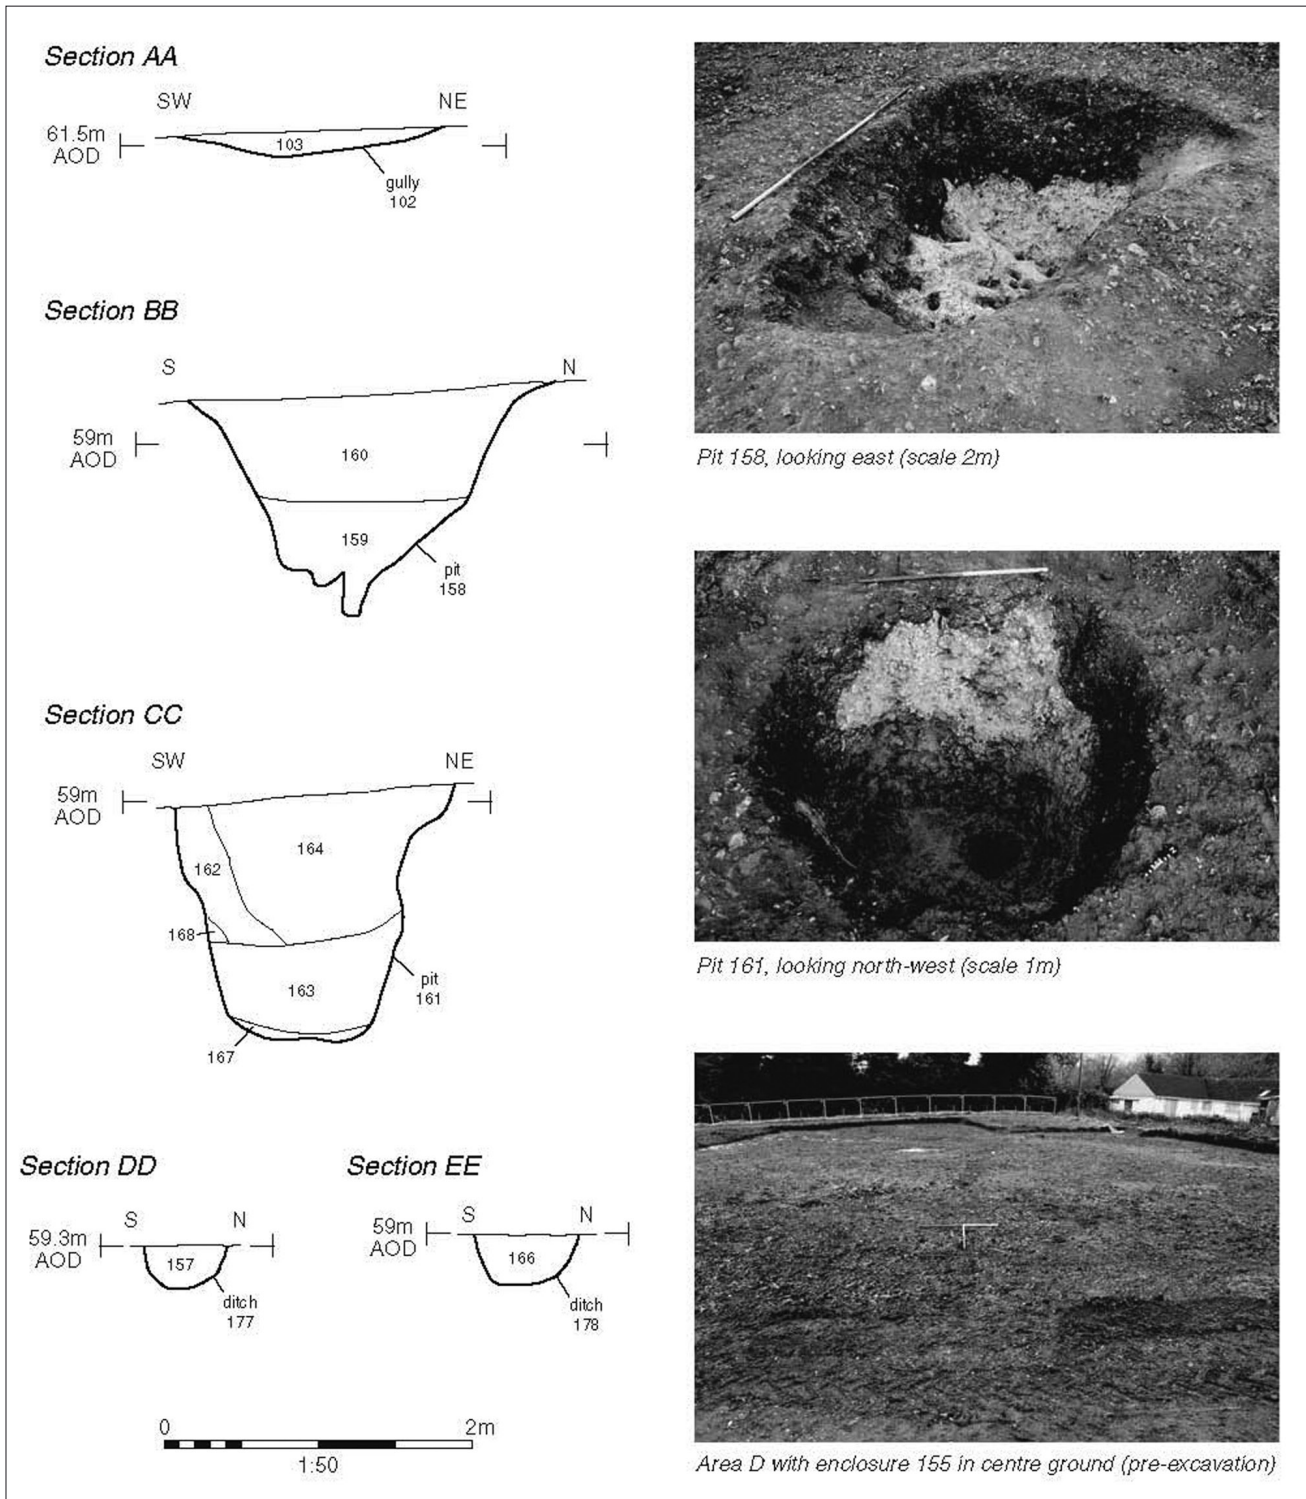 Section AA
SW
NE
61.5m
AOD
103
gully
102
Section BB
S
N
59m
AOD
160
159
pit
158
Section CC
SW
NE
59m
AOD
164
162
168
163
pit
161
167
Section DD
S
N
59.3m
AOD
157
ditch
177
Section EE
S
N
59m
AOD
166
ditch
178
0
2m
1:50
Pit 158, looking east (scale 2m)
Pit 161, looking north-west (scale 1m)
Area D with enclosure 155 in centre ground (pre-excavation)